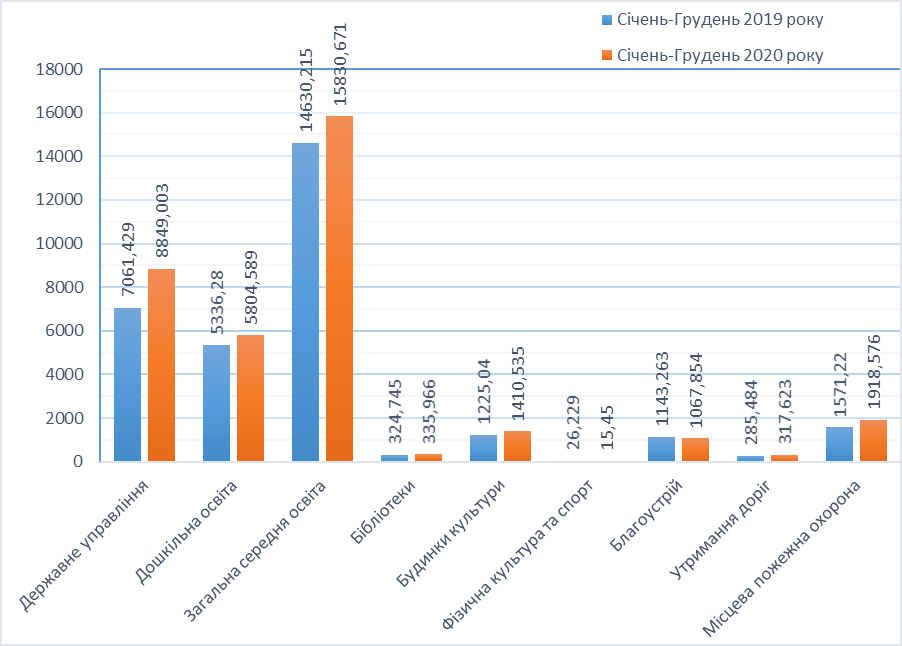 Січень-Грудень 2019 року
Січень-Грудень 2020 року
18000
16000
14000
12000
10000
8000
6000
4000
2000
0
7061,429
8849,003
5336,28
5804,589
14630,215
15830,671
324,745
335,966
1225,04
1410,535
26,229
15,45
1143,263
1067,854
285,484
317,623
1571,22
1918,576
Державне управління
Дошкільна освіта
Загальна середня освіта
Бібліотеки
Будинки культури
Фізична культура та спорт
Благоустрій
Утримання доріг
Місцева пожежна охорона